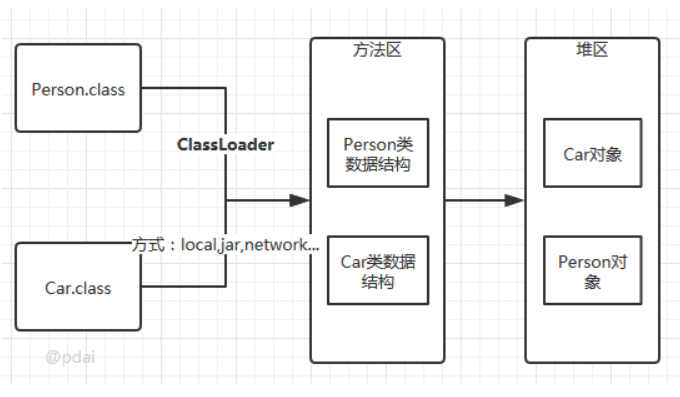 方法区
堆区
Person.class
ClassLoader
Person类
数据结构
Car对象
方式：local,jar,network...
Car.class
Car类数据
结构
Person对
象
@pdai